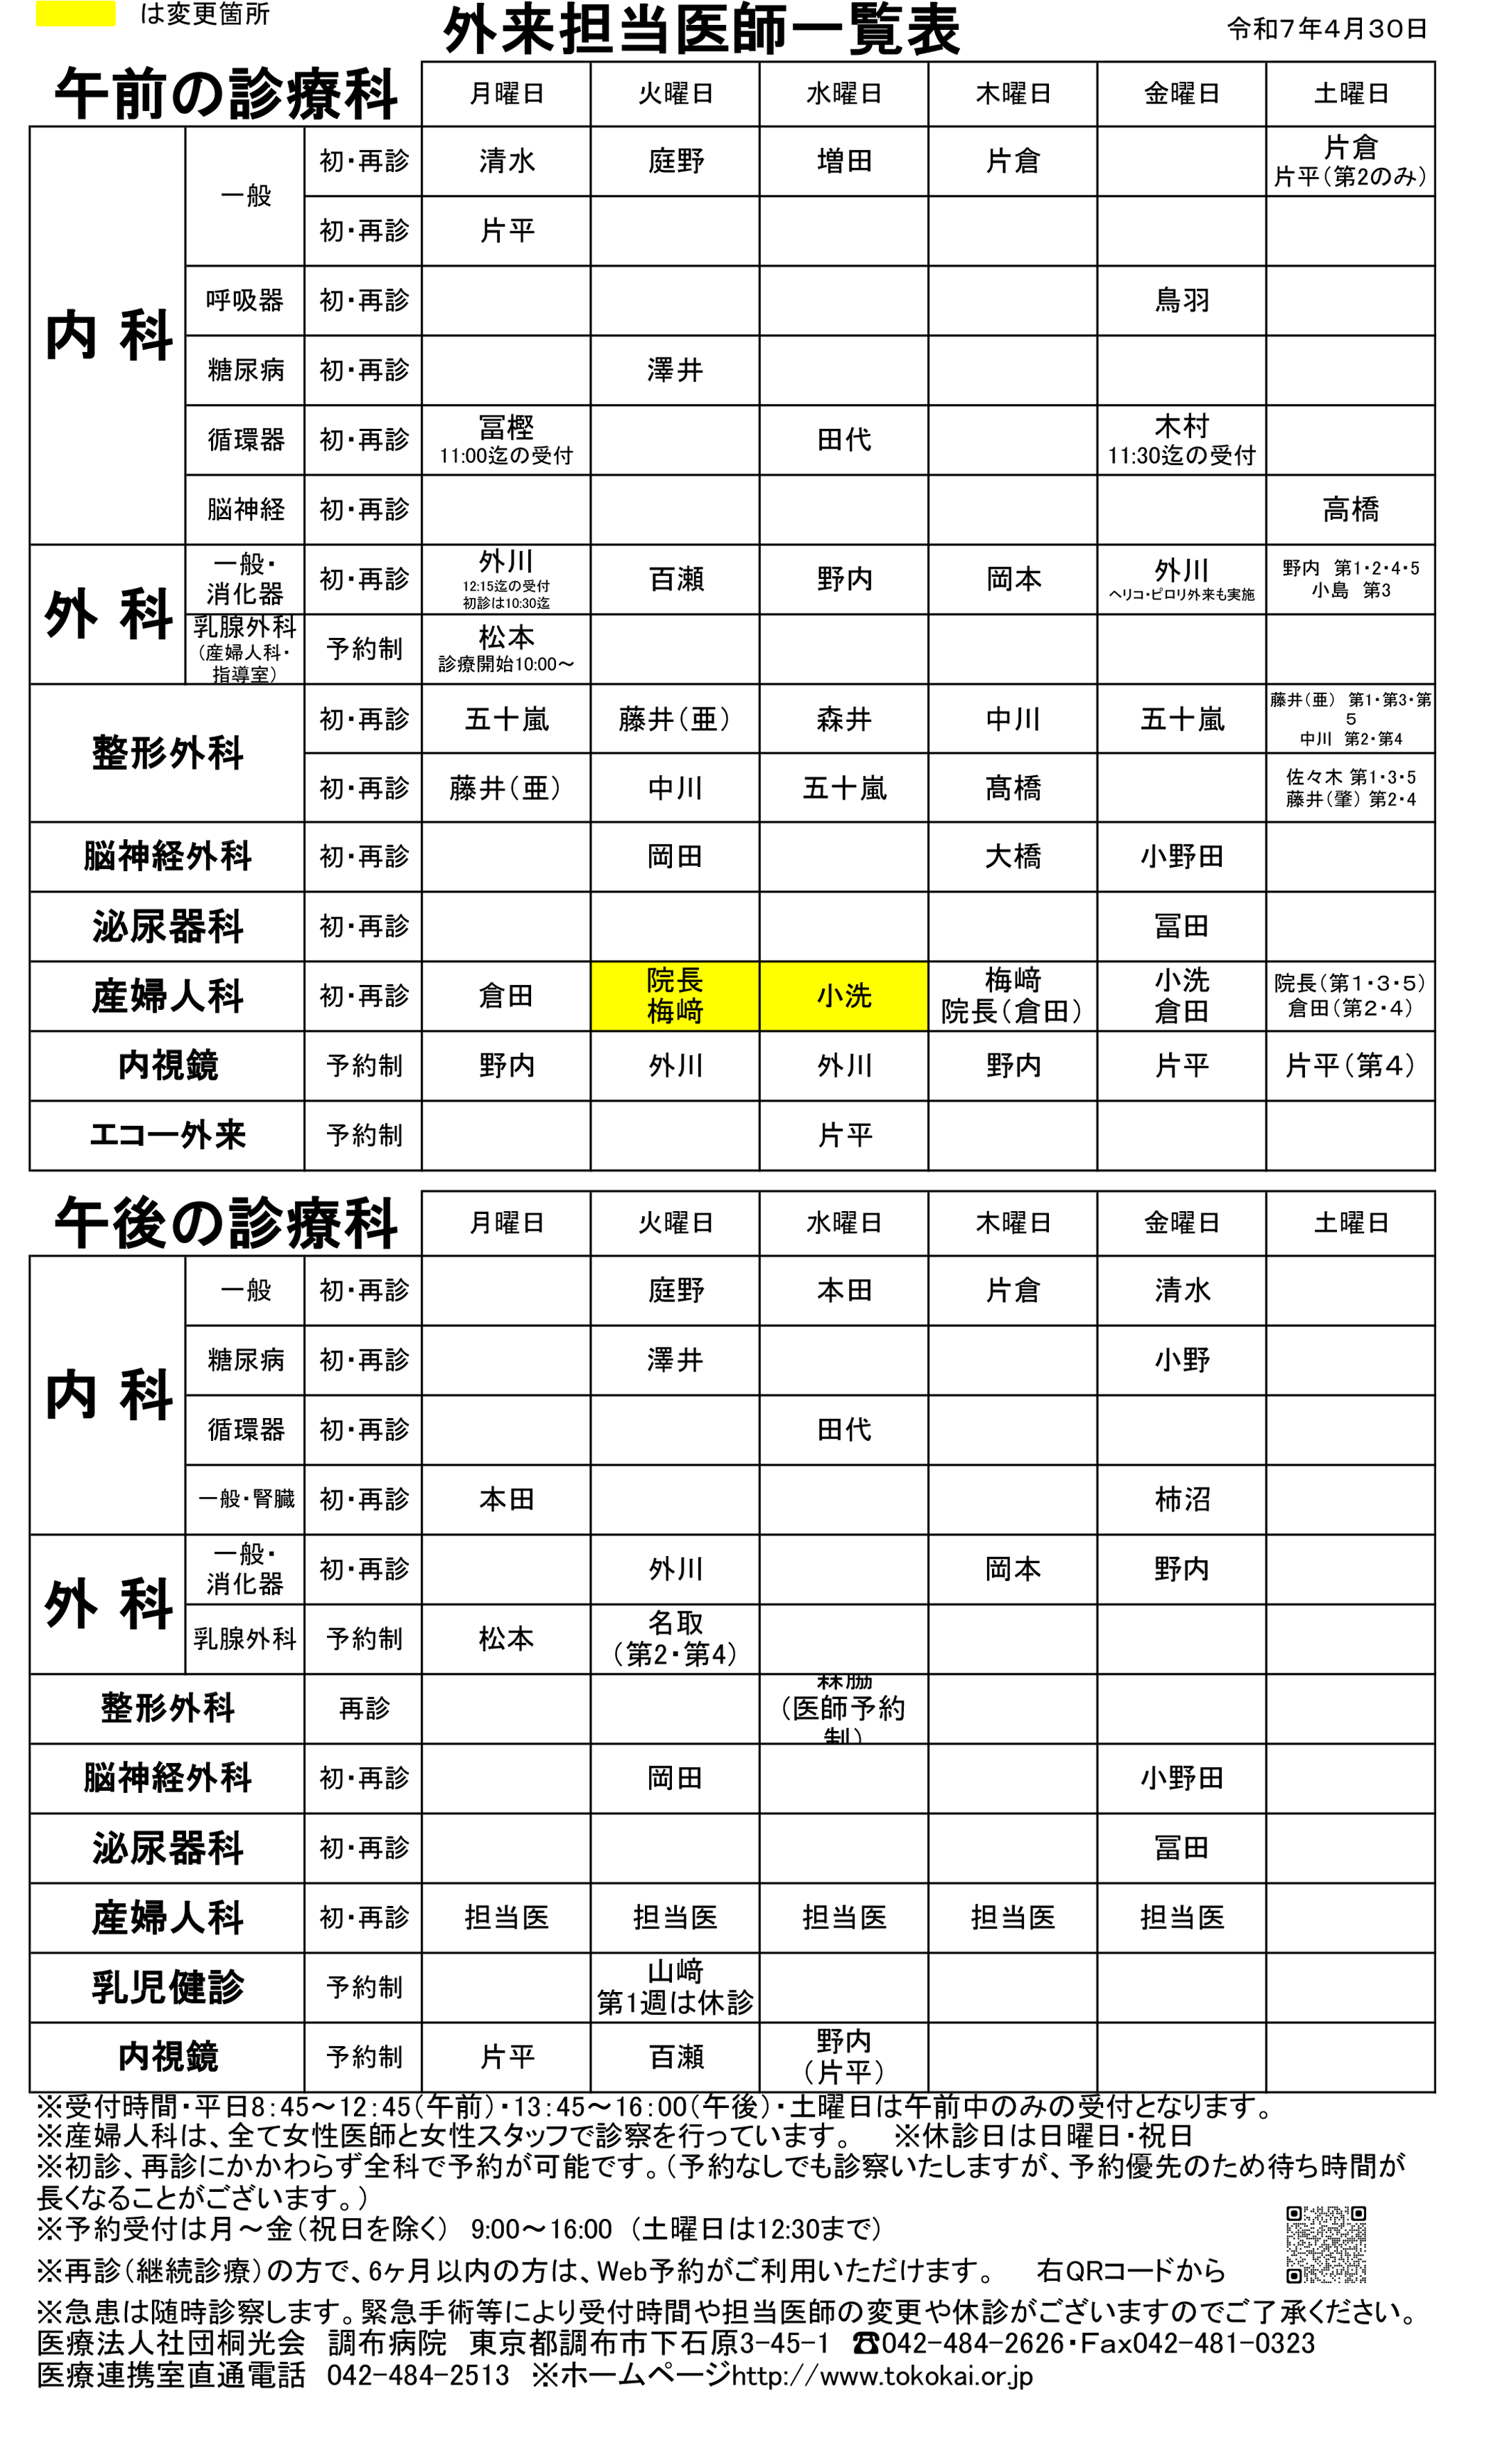 は変更箇所
外来担当医師一覧表
令和7年4月30日
午前の診療科 月曜日 火曜日 水曜日 木曜日 金曜日 土曜日
内 科
一般 初・再診 清水 庭野 増田 片倉 片倉
片平(第2のみ)
初・再診 片平
呼吸器 初・再診 鳥羽
糖尿病 初・再診 澤井
循環器 初・再診 冨樫 田代 木村
11:00迄の受付 11:30迄の受付
脳神経 初・再診 高橋
外 科
一般・
消化器
初・再診 外川 百瀬 野内 岡本 外川
12:15迄の受付
初診は10:30迄
ヘリコ・ピロリ外来も実施
野内 第1・2・4・5
小島 第3
乳腺外科
(産婦人科・
指導室)
予約制 松本
診療開始10:00～
整形外科
初・再診 五十嵐 藤井(亜) 森井 中川 五十嵐 藤井(亜) 第1・第3・第
5
中川 第2・第4
初・再診 藤井(亜) 中川 五十嵐 髙橋 佐々木 第1・3・5
藤井(肇) 第2・4
脳神経外科 初・再診 岡田 大橋 小野田
泌尿器科 初・再診 冨田
産婦人科 初・再診 倉田 院長 小洗 梅﨑 小洗 院長(第1・3・5)
梅﨑 院長(倉田) 倉田 倉田(第2・4)
内視鏡 予約制 野内 外川 外川 野内 片平 片平(第4)
エコー外来 予約制 片平
午後の診療科 月曜日 火曜日 水曜日 木曜日 金曜日 土曜日
内 科
一般 初・再診 庭野 本田 片倉 清水
糖尿病 初・再診 澤井 小野
循環器 初・再診 田代
一般・腎臓 初・再診 本田 柿沼
外 科
一般・
消化器
初・再診 外川 岡本 野内
乳腺外科 予約制 松本 名取
(第2・第4)
整形外科 再診
(医師予約
制)
脳神経外科 初・再診 岡田 小野田
泌尿器科 初・再診 冨田
産婦人科 初・再診 担当医 担当医 担当医 担当医 担当医
乳児健診 予約制 山﨑
第1週は休診
内視鏡 予約制 片平 百瀬 野内
(片平)
※受付時間・平日8:45～12:45(午前)・13:45～16:00(午後)・土曜日は午前中のみの受付となります。
※産婦人科は、全て女性医師と女性スタッフで診察を行っています。 ※休診日は日曜日・祝日
※初診、再診にかかわらず全科で予約が可能です。(予約なしでも診察いたしますが、予約優先のため待ち時間が
長くなることがございます。)
※予約受付は月～金(祝日を除く) 9:00～16:00 (土曜日は12:30まで)
※再診(継続診療)の方で、6ヶ月以内の方は、Web予約がご利用いただけます。 右QRコードから
※急患は随時診察します。緊急手術等により受付時間や担当医師の変更や休診がございますのでご了承ください。
医療法人社団桐光会 調布病院 東京都調布市下石原3-45-1 ☎042-484-2626・Fax042-481-0323
医療連携室直通電話 042-484-2513 ※ホームページhttp://www.tokokai.or.jp